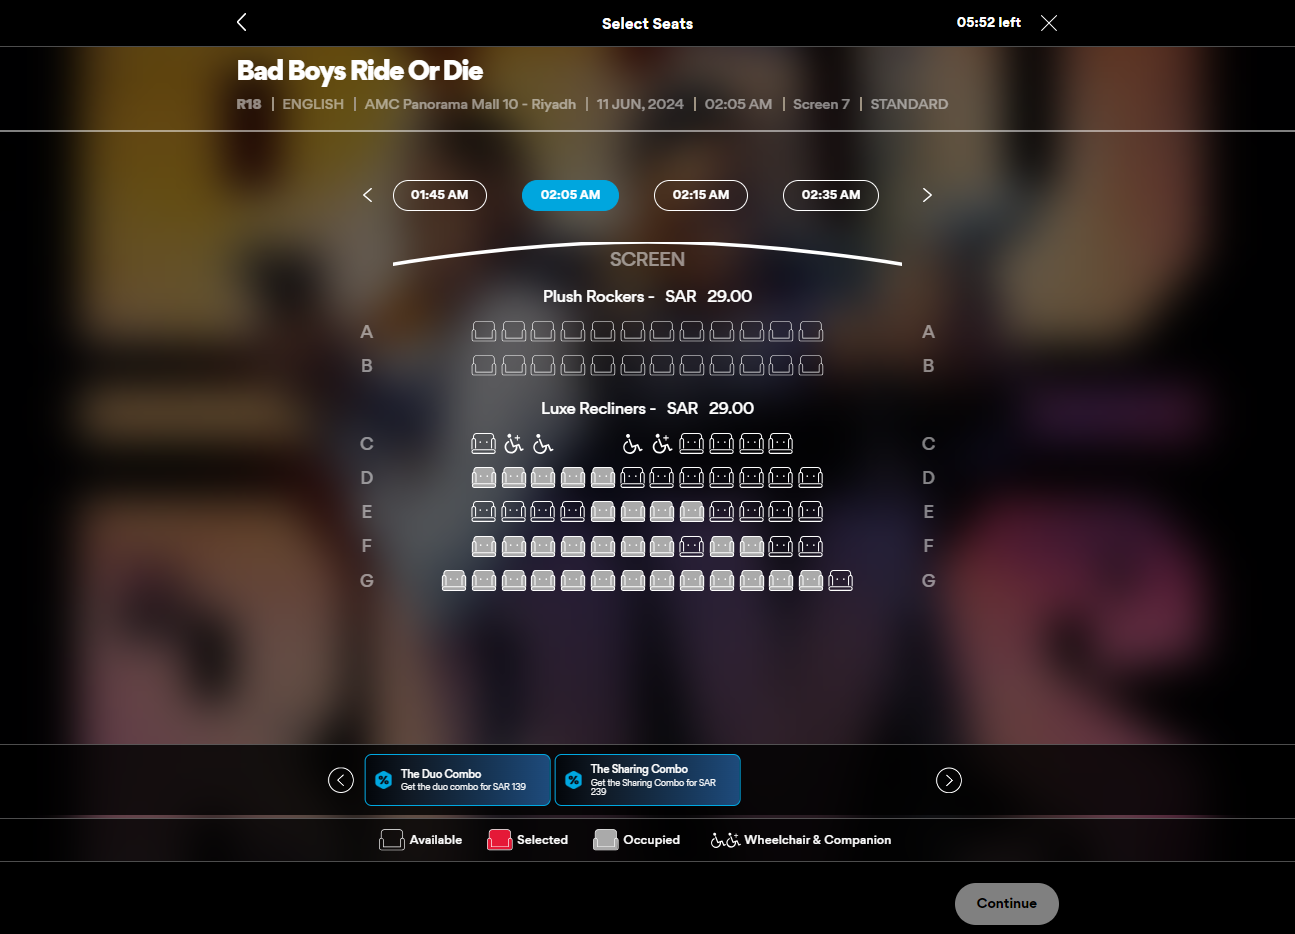 Select Seats
05:52 left
Bad Boys Ride Or Die
R18 | ENGLISH | AMC Panorama Mall 10 - Riyadh | 11 JUN, 2024 | 02:05 AM | Screen 7 | STANDARD
01:45 AM
02:05 AM
02:15 AM
02:35 AM
SCREEN
Plush Rockers - SAR 29.00
A A
B B
Luxe Recliners - SAR 29.00
C C
D D
E E
F F
G G
The Duo Combo
Get the duo combo for SAR 139
The Sharing Combo
Get the Sharing Combo for SAR
239
Available
Selected
Occupied
Wheelchair & Companion
Continue